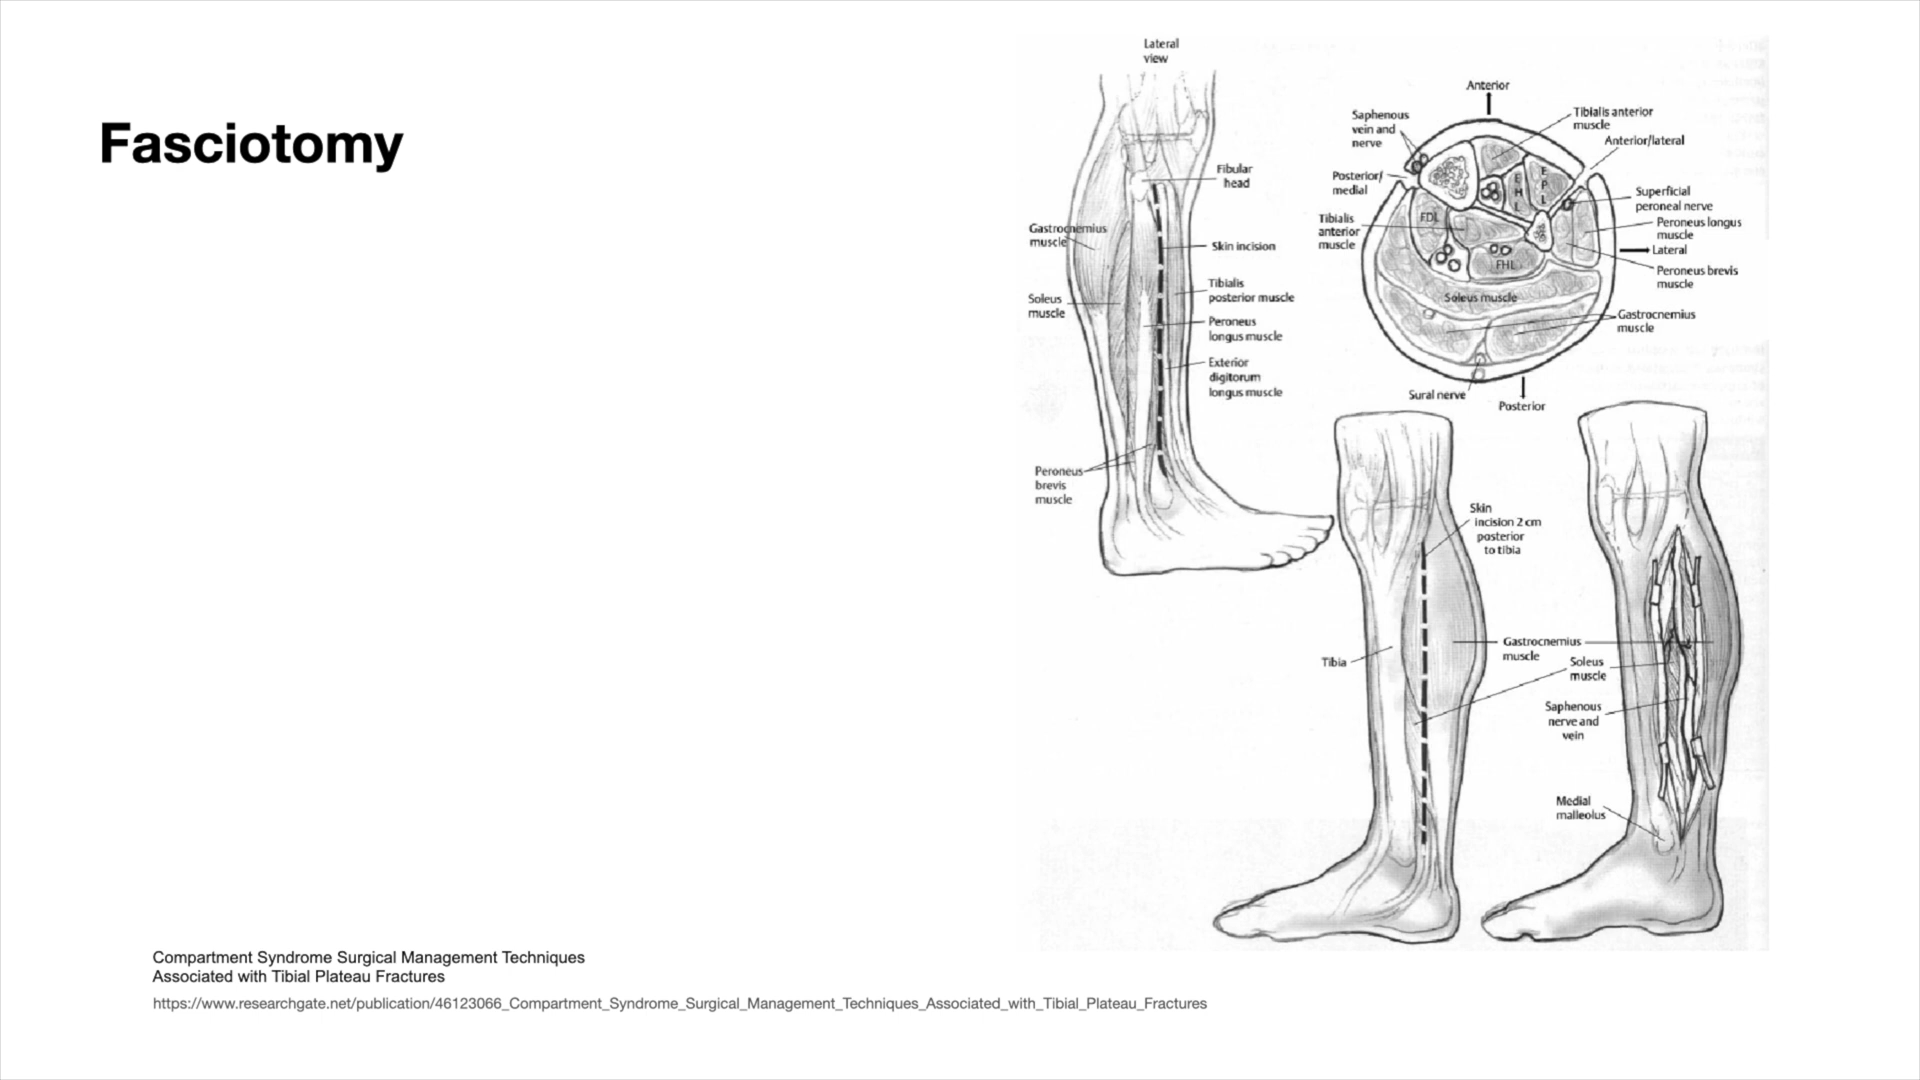 Fasciotomy
Lateral
view
Fibular
head
Gastrocnemius
muscle
Skin incision
Soleus
muscle
Tibialis
posterior muscle
Peroneus
longus muscle
Exterior
digitorum
longus muscle
Peroneus
brevis
muscle
Anterior
Saphenous
vein and
nerve
Tibialis anterior
muscle
Anterior/lateral
Posterior/
medial
Superficial
peroneal nerve
Tibialis
anterior
muscle
Peroneus longus
muscle
Lateral
Peroneus brevis
muscle
FDL
EHL
EPL
FHL
Soleus muscle
Gastrocnemius
muscle
Sural nerve
Posterior
Skin
incision 2 cm
posterior
to tibia
Tibia
Gastrocnemius
muscle
Soleus
muscle
Saphenous
nerve and
vein
Medial
malleolus
Compartment Syndrome Surgical Management Techniques
Associated with Tibial Plateau Fractures
https://www.researchgate.net/publication/46123066_Compartment_Syndrome_Surgical_Management_Techniques_Associated_with_Tibial_Plateau_Fractures